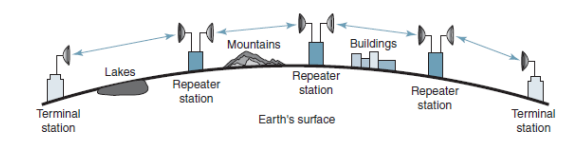 Mountains
Buildings
Lakes
Repeater
station
Repeater
station
Repeater
station
Terminal
station
Earth's surface
Terminal
station